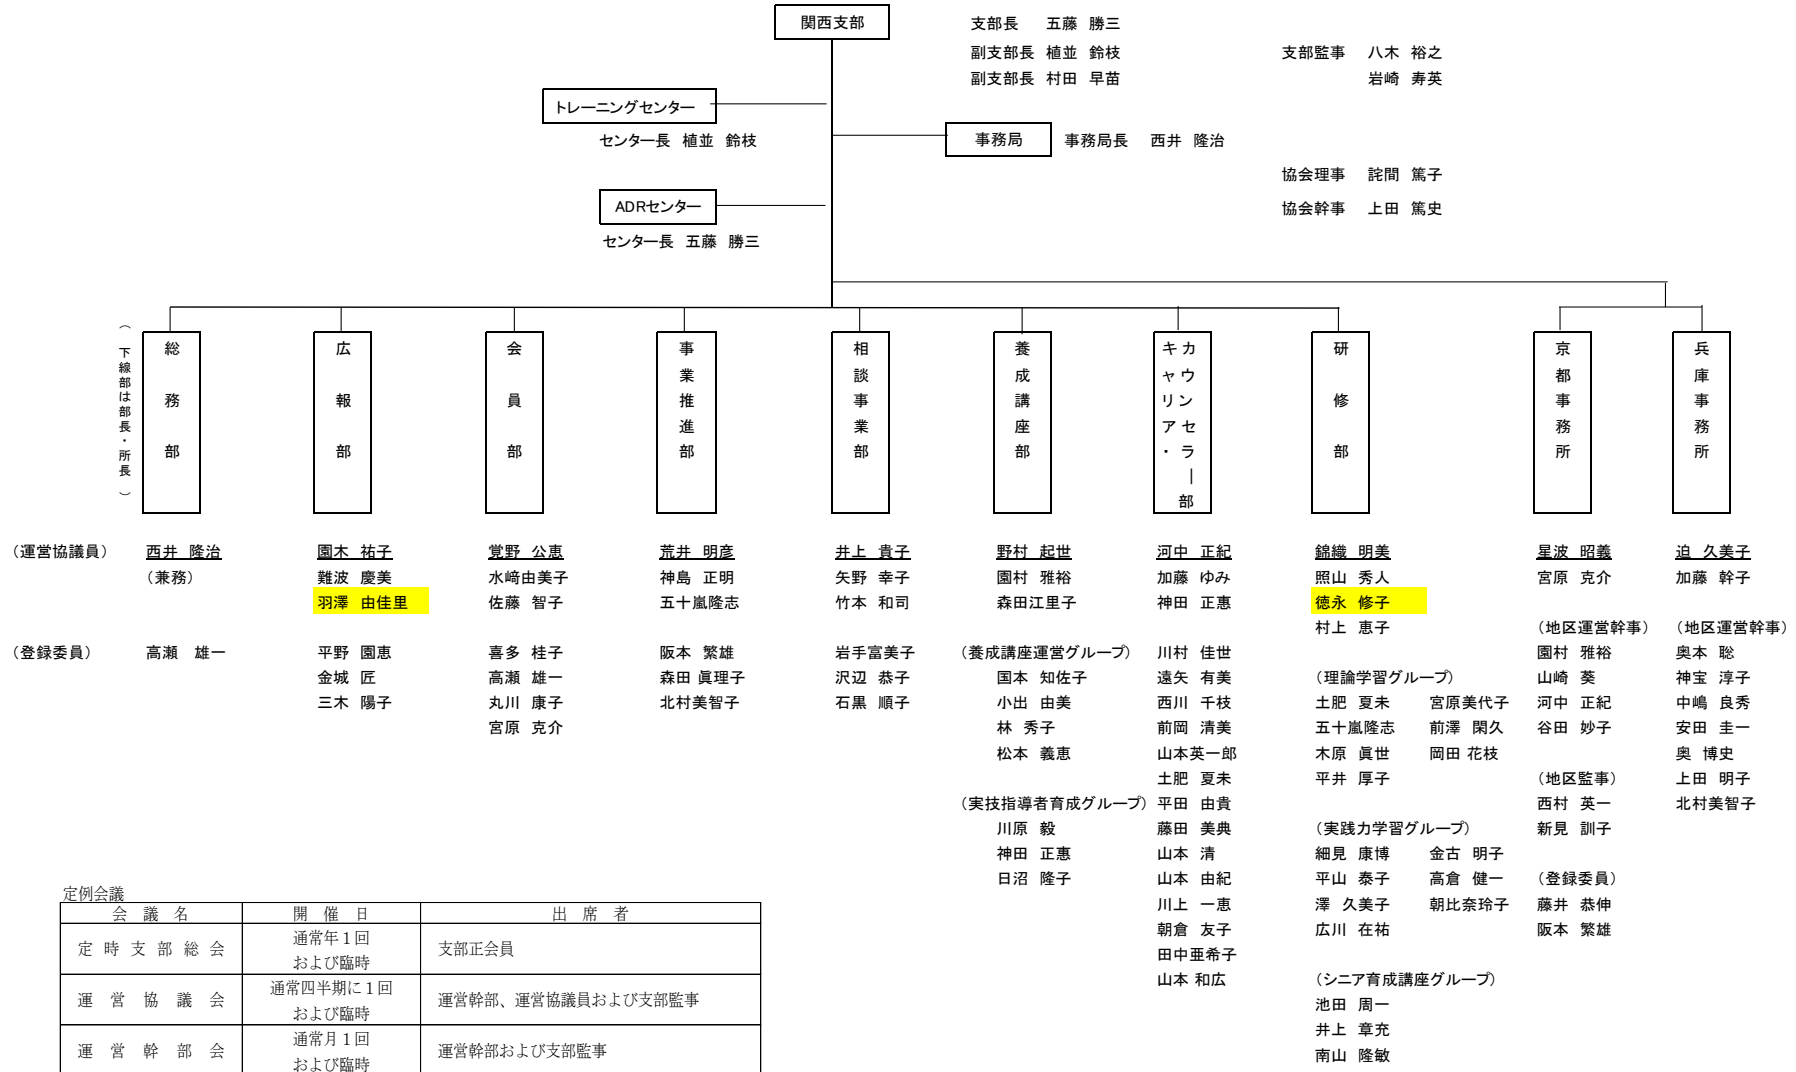 関西支部
支部長 五藤 勝三
副支部長 植並 鈴枝
副支部長 村田 早苗
支部監事 八木 裕之
岩崎 寿英
トレーニングセンター
センター長 植並 鈴枝
事務局 事務局長 西井 隆治
協会理事 詫間 篤子
協会幹事 上田 篤史
ADRセンター
センター長 五藤 勝三
（下線部は部長・所長）
総務部
広報部
会員部
事業推進部
相談事業部
養成講座部
キャリア・カウンセラー部
研修部
京都事務所
兵庫事務所
（運営協議員）
西井 隆治
（兼務）
園木 祐子
難波 慶美
羽澤 由佳里
覚野 公恵
水﨑由美子
佐藤 智子
荒井 明彦
神島 正明
五十嵐隆志
井上 貴子
矢野 幸子
竹本 和司
野村 起世
園村 雅裕
森田江里子
河中 正紀
加藤 ゆみ
神田 正惠
錦織 明美
照山 秀人
徳永 修子
村上 恵子
星波 昭義
宮原 克介
迫 久美子
加藤 幹子
（登録委員）
高瀬 雄一
平野 園恵
金城 匠
三木 陽子
喜多 桂子
高瀬 雄一
丸川 康子
宮原 克介
阪本 繁雄
森田 眞理子
北村美智子
岩手富美子
沢辺 恭子
石黒 順子
（養成講座運営グループ）
国本 知佐子
小出 由美
林 秀子
松本 義恵
（実技指導者育成グループ）
川原 毅
神田 正惠
日沼 隆子
川村 佳世
遠矢 有美
西川 千枝
前岡 清美
山本英一郎
土肥 夏未
平田 由貴
藤田 美典
山本 清
山本 由紀
川上 一恵
朝倉 友子
田中亜希子
山本 和広
（理論学習グループ）
土肥 夏未 宮原美代子
五十嵐隆志 前澤 閑久
木原 眞世 岡田 花枝
平井 厚子
（実践力学習グループ）
細見 康博 金古 明子
平山 泰子 高倉 健一
澤 久美子 朝比奈玲子
広川 在祐
（シニア育成講座グループ）
池田 周一
井上 章充
南山 隆敏
（地区運営幹事）
園村 雅裕
山崎 葵
河中 正紀
谷田 妙子
（地区監事）
西村 英一
新見 訓子
（登録委員）
藤井 恭伸
阪本 繁雄
（地区運営幹事）
奥本 聡
神宝 淳子
中嶋 良秀
安田 圭一
奥 博史
上田 明子
北村美智子
定例会議
会議名 開催日 出席者
定時支部総会 通常年１回 支部正会員
および臨時
運営協議会 通常四半期に１回 運営幹部、運営協議員および支部監事
および臨時
運営幹部会 通常月１回 運営幹部および支部監事
および臨時